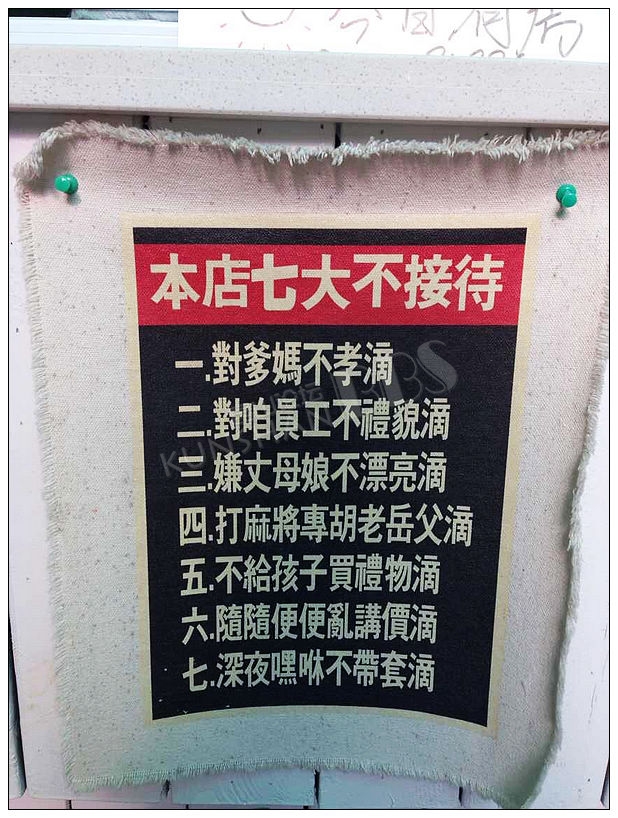 本店七大不接待
一.對爹媽不孝滴
二.對咱員工不禮貌滴
三.嫌丈母娘不漂亮滴
四.打麻將專胡老岳父滴
五.不給孩子買禮物滴
六.隨隨便便亂講價滴
七.深夜嘿咻不帶套滴